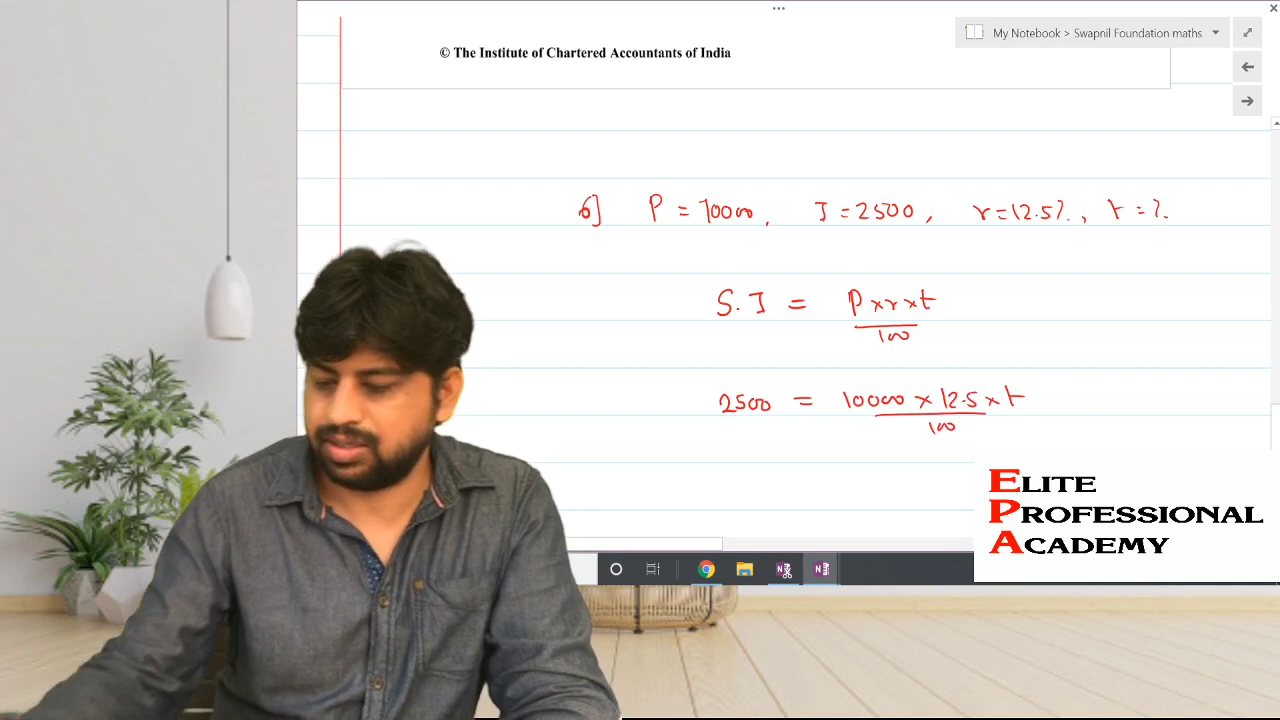 My Notebook > Swapnil Foundation maths
© The Institute of Chartered Accountants of India
6] P = 10000, I = 2500, r = 12.5%, t = ?.
S.I = P × r × t
100
2500 = 10000 × 12.5 × t
100
ELITE
PROFESSIONAL
ACADEMY